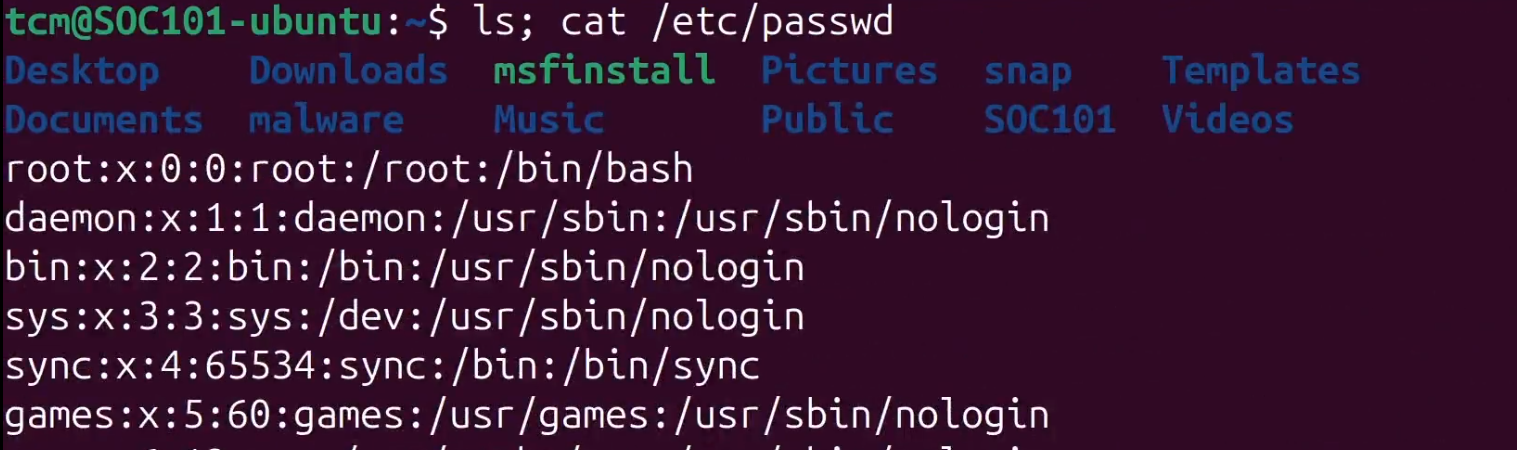 tcm@SOC101-ubuntu:~$ ls; cat /etc/passwd
Desktop    Downloads  msfinstall  Pictures  snap    Templates
Documents  malware    Music       Public    SOC101  Videos
root:x:0:0:root:/root:/bin/bash
daemon:x:1:1:daemon:/usr/sbin:/usr/sbin/nologin
bin:x:2:2:bin:/bin:/usr/sbin/nologin
sys:x:3:3:sys:/dev:/usr/sbin/nologin
sync:x:4:65534:sync:/bin:/bin/sync
games:x:5:60:games:/usr/games:/usr/sbin/nologin